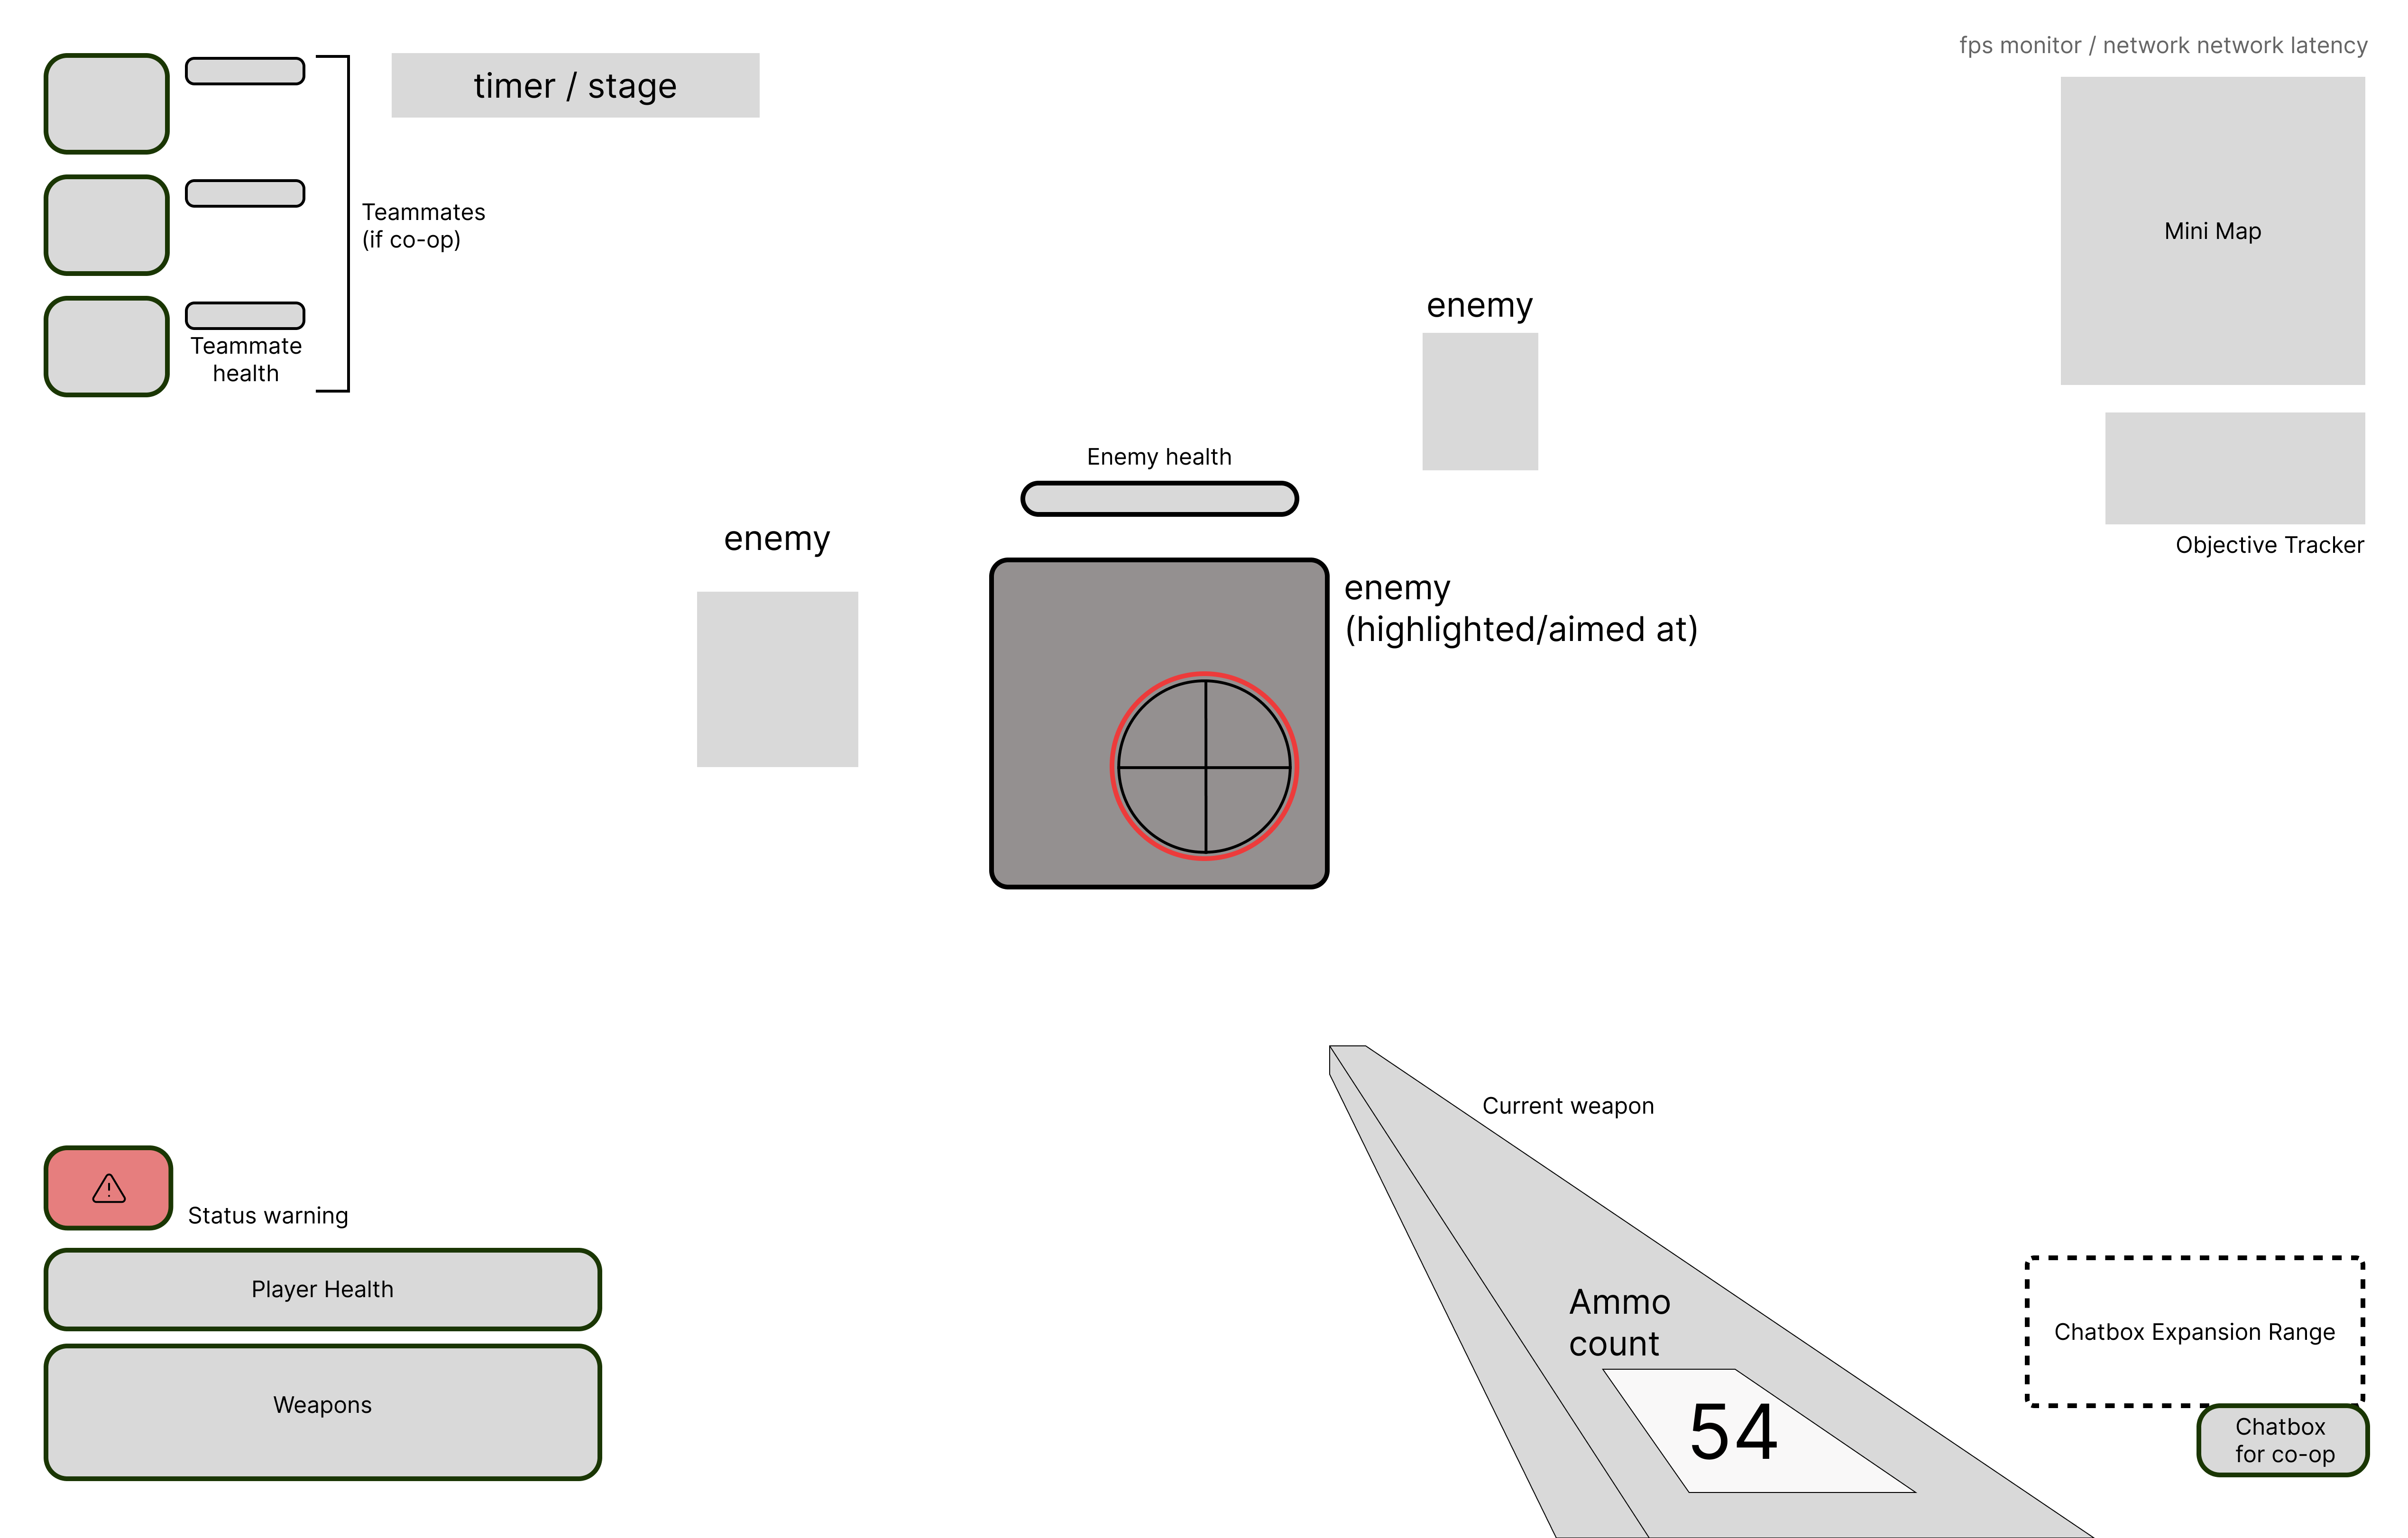 fps monitor / network network latency
timer / stage
Teammates
(if co-op)
Teammate
health
Mini Map
enemy
Enemy health
enemy
Objective Tracker
enemy
(highlighted/aimed at)
Current weapon
Status warning
Player Health
Weapons
Ammo
count
54
Chatbox Expansion Range
Chatbox
for co-op